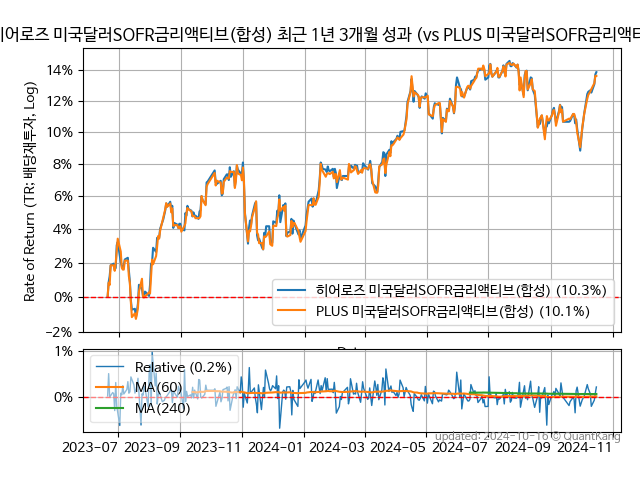 히어로즈 미국달러SOFR금리액티브(합성) 최근 1년 3개월 성과 (vs PLUS 미국달러SOFR금리액티
Rate of Return (TR: 배당재투자, Log)
14%
12%
10%
8%
6%
4%
2%
0%
−2%
히어로즈 미국달러SOFR금리액티브(합성) (10.3%)
PLUS 미국달러SOFR금리액티브(합성) (10.1%)
1%
0%
Relative (0.2%)
MA(60)
MA(240)
2023-07 2023-09 2023-11 2024-01 2024-03 2024-05 2024-07 2024-09 2024-11
updated: 2024-10-16 © QuantKang